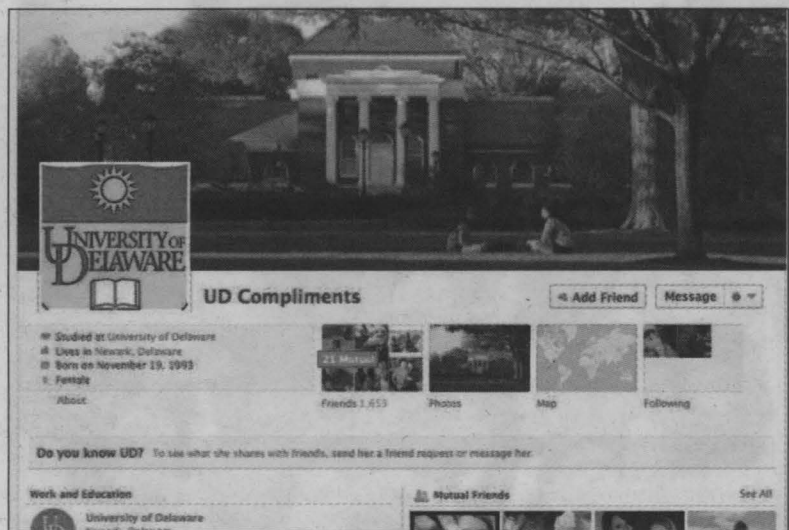 UNIVERSITY OF
DELAWARE
UD Compliments
Add Friend
Message
Studied at University of Delaware
Lives in Newark, Delaware
Born on November 19, 1993
Female
About
21 Mutual
Friends 1,653
Photos
Map
Following
Do you know UD? To see what she shares with friends, send her a friend request or message her.
Work and Education
Mutual Friends
See All
UD
University of Delaware
Newark, Delaware